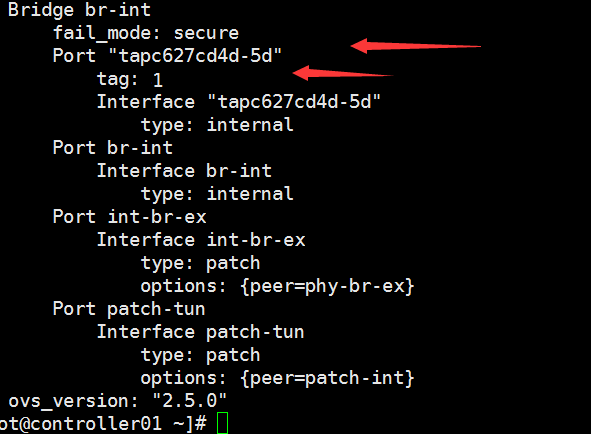 Bridge br-int
fail_mode: secure
Port "tapc627cd4d-5d"
tag: 1
Interface "tapc627cd4d-5d"
type: internal
Port br-int
Interface br-int
type: internal
Port int-br-ex
Interface int-br-ex
type: patch
options: {peer=phy-br-ex}
Port patch-tun
Interface patch-tun
type: patch
options: {peer=patch-int}
ovs_version: "2.5.0"
ot@controller01 ~]#